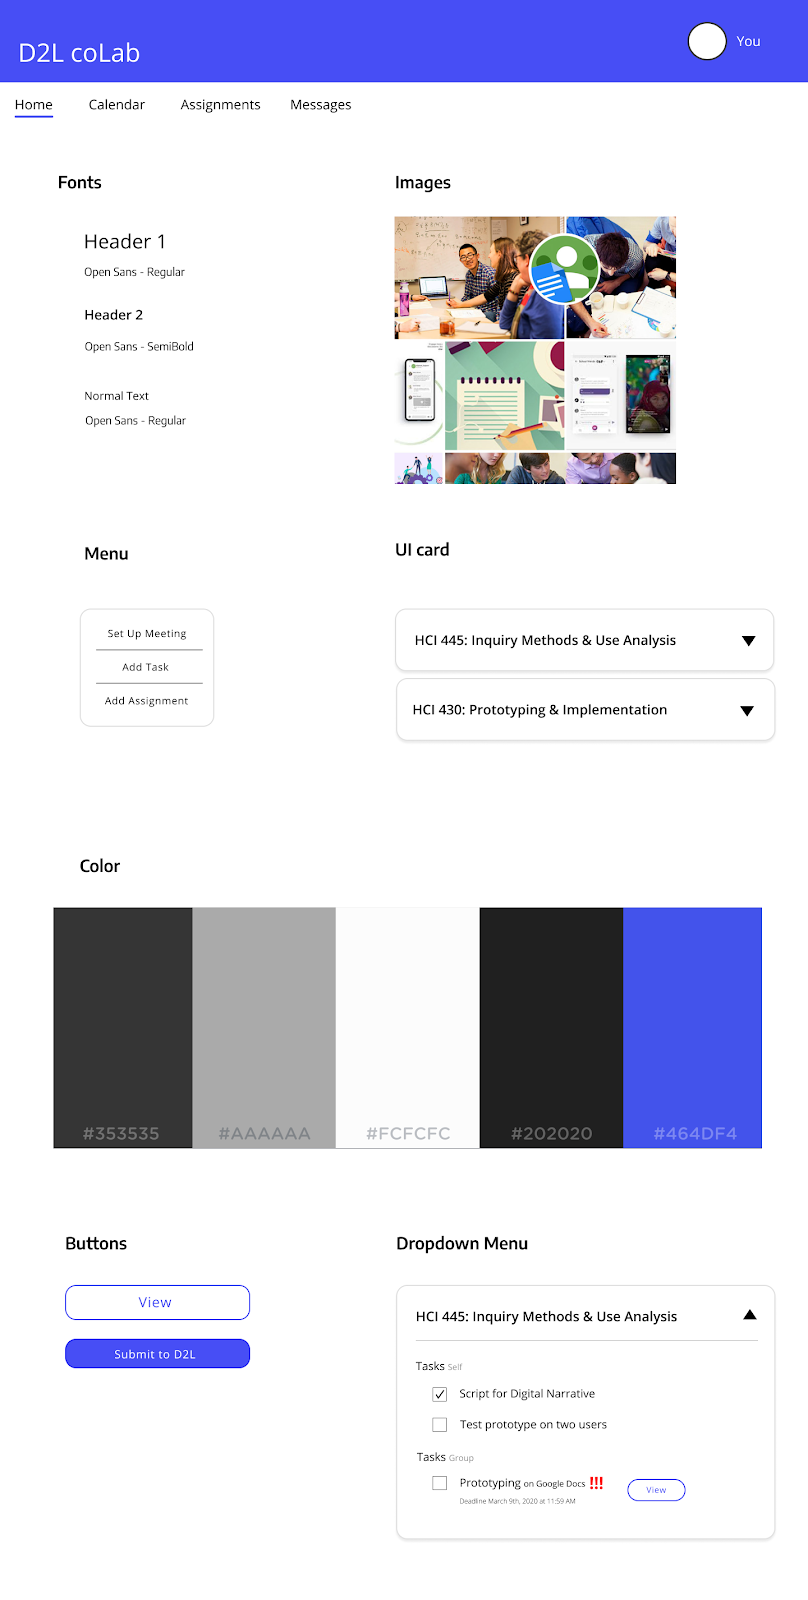 D2L coLab
You
Home
Calendar
Assignments
Messages
Fonts
Images
Header 1
Open Sans - Regular
Header 2
Open Sans - SemiBold
Normal Text
Open Sans - Regular
Menu
UI card
Set Up Meeting
Add Task
Add Assignment
HCI 445: Inquiry Methods & Use Analysis
HCI 430: Prototyping & Implementation
Color
#353535
#AAAAAA
#FCFCFC
#202020
#464DF4
Buttons
Dropdown Menu
View
Submit to D2L
HCI 445: Inquiry Methods & Use Analysis
Tasks Self
Script for Digital Narrative
Test prototype on two users
Tasks Group
Prototyping on Google Docs !!!
Deadline March 9th, 2020 at 11:59 AM
View